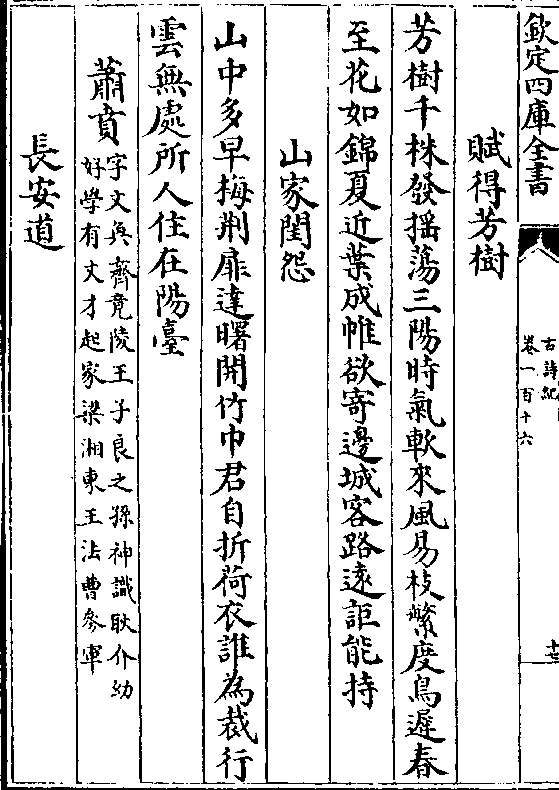 欽定四庫全書
古詩紀
卷一百十六
賦得芳樹
芳樹千株發搖蕩三陽時氣軟來風易枝繁度鳥遲春
至花如錦夏近葉成帷欲寄邊城客路遠詎能持
山家閨怨
山中多早梅荆扉達曙開竹巾君自折荷衣誰為裁行
雲無處所人住在陽臺
蕭賁
字文奐齊竟陵王子良之孫神識耿介幼
好學有文才起家梁湘東王法曹參軍
長安道